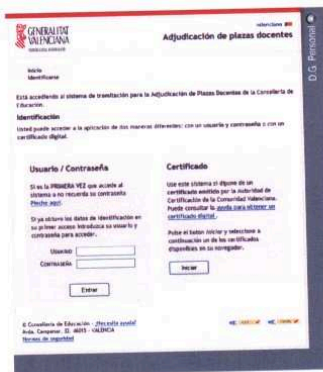 GENERALITAT
VALENCIANA
valenciano
Adjudicación de plazas docentes
D.G. Personal
Inicio
Identificarse
Está accediendo al sistema de tramitación para la Adjudicación de Plazas Docentes de la Conselleria de
Educación.
Identificación
Usted puede acceder a la aplicación de dos maneras diferentes: con un usuario y contraseña o con un
certificado digital.
Usuario / Contraseña
Si es la PRIMERA VEZ que accede al
sistema o no recuerda su contraseña
Pinche aquí.
Si ya obtuvo los datos de identificación en
su primer acceso introduzca su usuario y
contraseña para acceder.
Usuario:
Contraseña:
Entrar
Certificado
Use este sistema si dispone de un
certificado emitido por la Autoridad de
Certificación de la Comunidad Valenciana.
Puede consultar la ayuda para obtener un
certificado digital.
Pulse el botón Iniciar y seleccione a
continuación un de los certificados
disponibles en su navegador.
Iniciar
© Conselleria de Educación - ¿Necesita ayuda?
Avda. Campanar, 32. 46015 - VALENCIA
Normas de seguridad